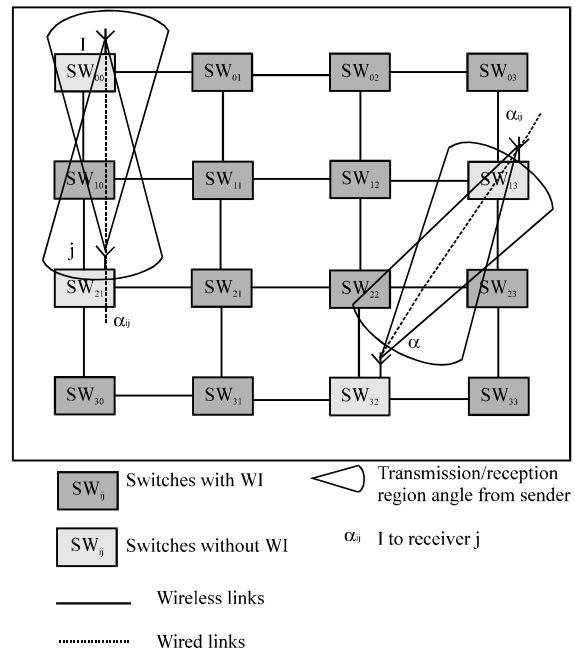 I
SW00 SW01 SW02 SW03
αij
SW10 SW11 SW12 SW13
j
SW21 SW21 SW22 SW23
αij
α
SW30 SW31 SW32 SW33
SWij Switches with WI
Transmission/reception
region angle from sender
SWij Switches without WI
αij I to receiver j
Wireless links
Wired links